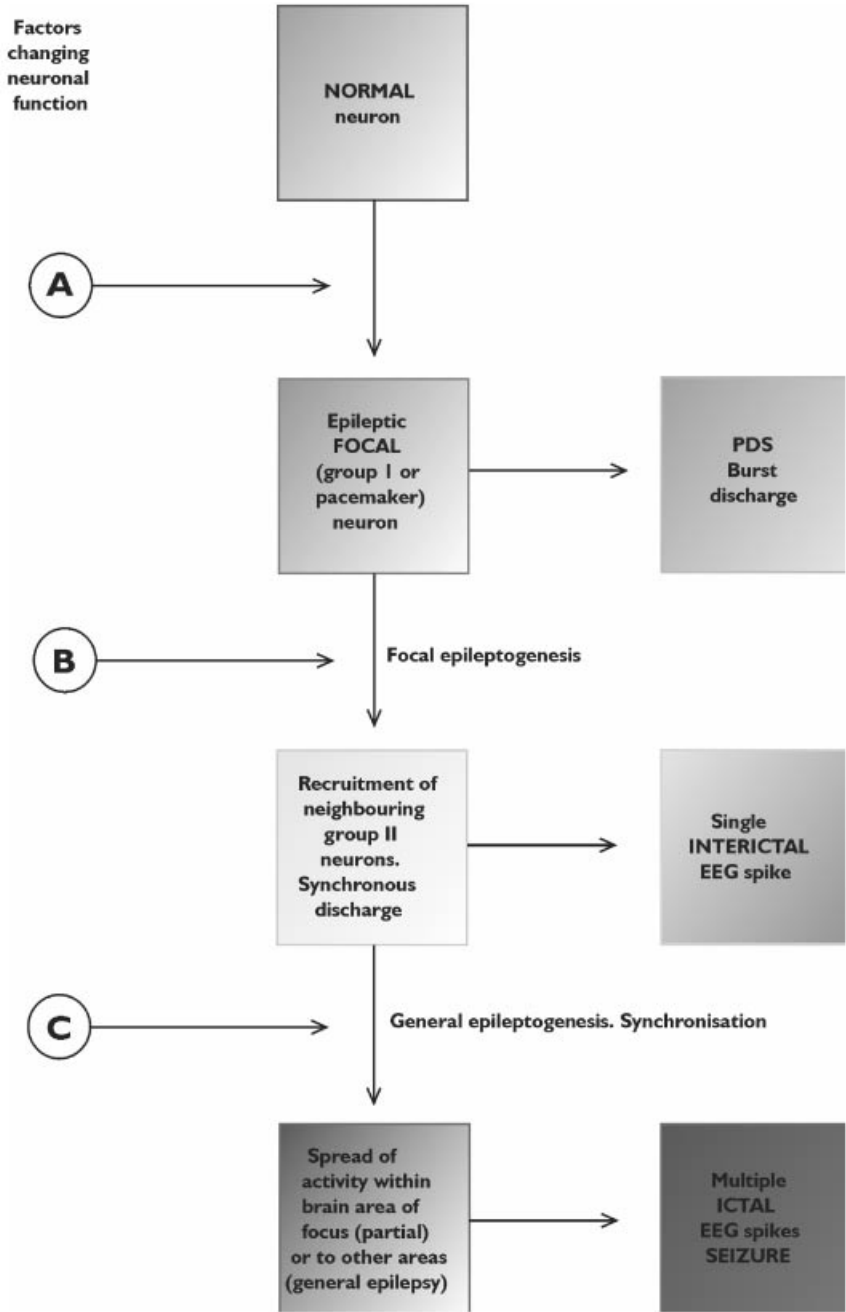 Factors
changing
neuronal
function
NORMAL
neuron
A
Epileptic
FOCAL
(group I or
pacemaker)
neuron
PDS
Burst
discharge
B
Focal epileptogenesis
Recruitment of
neighbouring
group II
neurons.
Synchronous
discharge
Single
INTERICTAL
EEG spike
C
General epileptogenesis. Synchronisation
Spread of
activity within
brain area of
focus (partial)
or to other areas
(general epilepsy)
Multiple
ICTAL
EEG spikes
SEIZURE